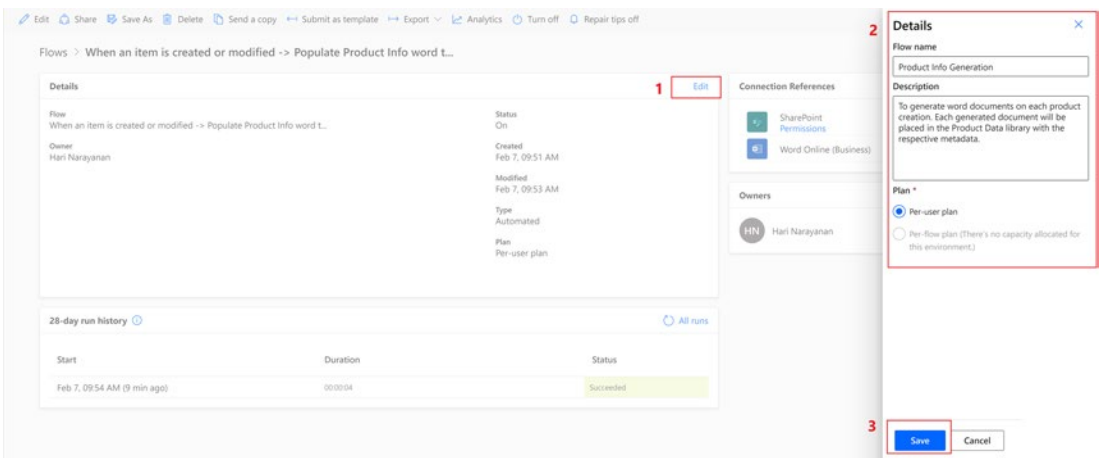 Edit Share Save As Delete Send a copy Submit as template Export Analytics Turn off Repair tips off
Flows > When an item is created or modified -> Populate Product Info word t...
Details
1
Edit
Flow
When an item is created or modified -> Populate Product Info word t...
Owner
Hari Narayanan
Status
On
Created
Feb 7, 09:51 AM
Modified
Feb 7, 09:53 AM
Type
Automated
Plan
Per-user plan
Connection References
SharePoint
Permissions
Word Online (Business)
Owners
HN
Hari Narayanan
28-day run history
All runs
Start Duration Status
Feb 7, 09:54 AM (9 min ago) 00:00:04 Succeeded
2
Details
Flow name
Product Info Generation
Description
To generate word documents on each product
creation. Each generated document will be
placed in the Product Data library with the
respective metadata.
Plan *
Per-user plan
Per-flow plan (There's no capacity allocated for
this environment.)
3
Save Cancel